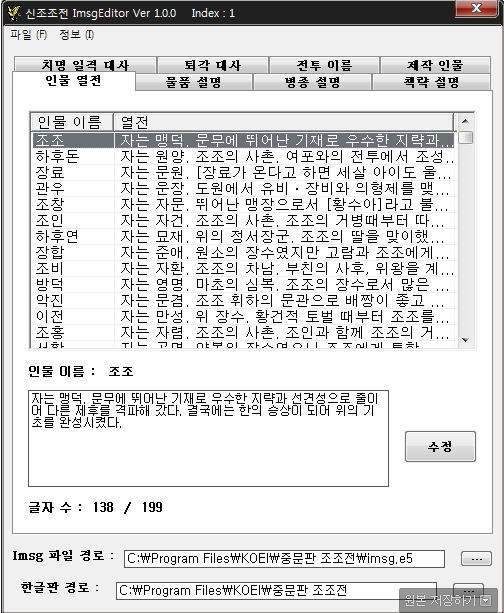 신조조전 ImsgEditor Ver 1.0.0 Index : 1
파일 (F) 정보 (I)
치명 일격 대사 퇴각 대사 전투 이름 제작 인물
인물 열전 물품 설명 병종 설명 책략 설명
인물 이름 열전
조조 자는 맹덕. 문무에 뛰어난 기재로 우수한 지략과...
하후돈 자는 원양. 조조의 사촌. 여포와의 전투에서 조성...
장료 자는 문원. [장료가 온다고 하면 세살 아이도 울...
관우 자는 운장. 도원에서 유비·장비와 의형제를 맺...
조창 자는 자문. 뛰어난 맹장으로서 [황수아]라고 불...
조인 자는 자건. 조조의 사촌. 조조의 거병때부터 따...
하후연 자는 묘재. 위의 정서장군. 조조의 딸을 맞이했...
장합 자는 준애. 원소의 장수였지만 고람과 조조에게...
조비 자는 자환. 조조의 차남. 부친의 사후, 위왕을 계...
방덕 자는 영명. 마초의 심복. 조조의 장수로서 많은 ...
악진 자는 문겸. 조조 휘하의 문관으로 배짱이 좋고 ...
이전 자는 만성. 위 장수. 황건적 토벌 때부터 조조를...
조홍 자는 자렴. 조조의 사촌. 조인과 함께 조조의 거...
서황 자는 공명. 양봉의 장수였으나 조조에게 투항...
인물 이름 : 조조
자는 맹덕. 문무에 뛰어난 기재로 우수한 지략과 선견성으로 줄이
어 다른 제후를 격파해 갔다. 결국에는 한의 승상이 되어 위의 기
초를 완성시켰다.
수정
글자 수 : 138 / 199
Imsg 파일 경로 : C:₩Program Files₩KOEI₩중문판 조조전₩imsg.e5 ...
한글판 경로 : C:₩Program Files₩KOEI₩중문판 조조전 ...
원본 저장하기